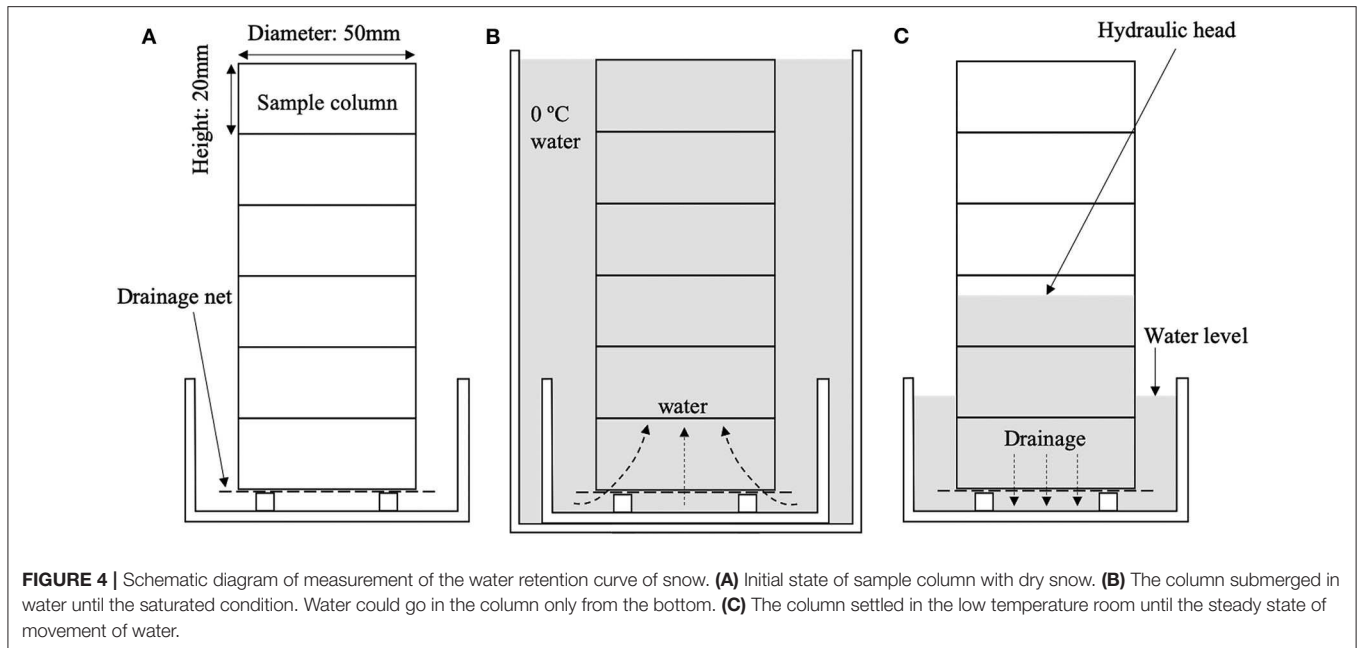 A
Diameter: 50mm
Height: 20mm
Sample column
Drainage net
B
0 ºC
water
water
C
Hydraulic head
Water level
Drainage
FIGURE 4 | Schematic diagram of measurement of the water retention curve of snow. (A) Initial state of sample column with dry snow. (B) The column submerged in
water until the saturated condition. Water could go in the column only from the bottom. (C) The column settled in the low temperature room until the steady state of
movement of water.